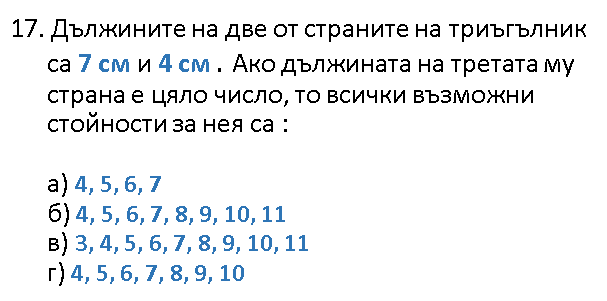 17. Дължините на две от страните на триъгълник
са 7 см и 4 см . Ако дължината на третата му
страна е цяло число, то всички възможни
стойности за нея са :
а) 4, 5, 6, 7
б) 4, 5, 6, 7, 8, 9, 10, 11
в) 3, 4, 5, 6, 7, 8, 9, 10, 11
г) 4, 5, 6, 7, 8, 9, 10